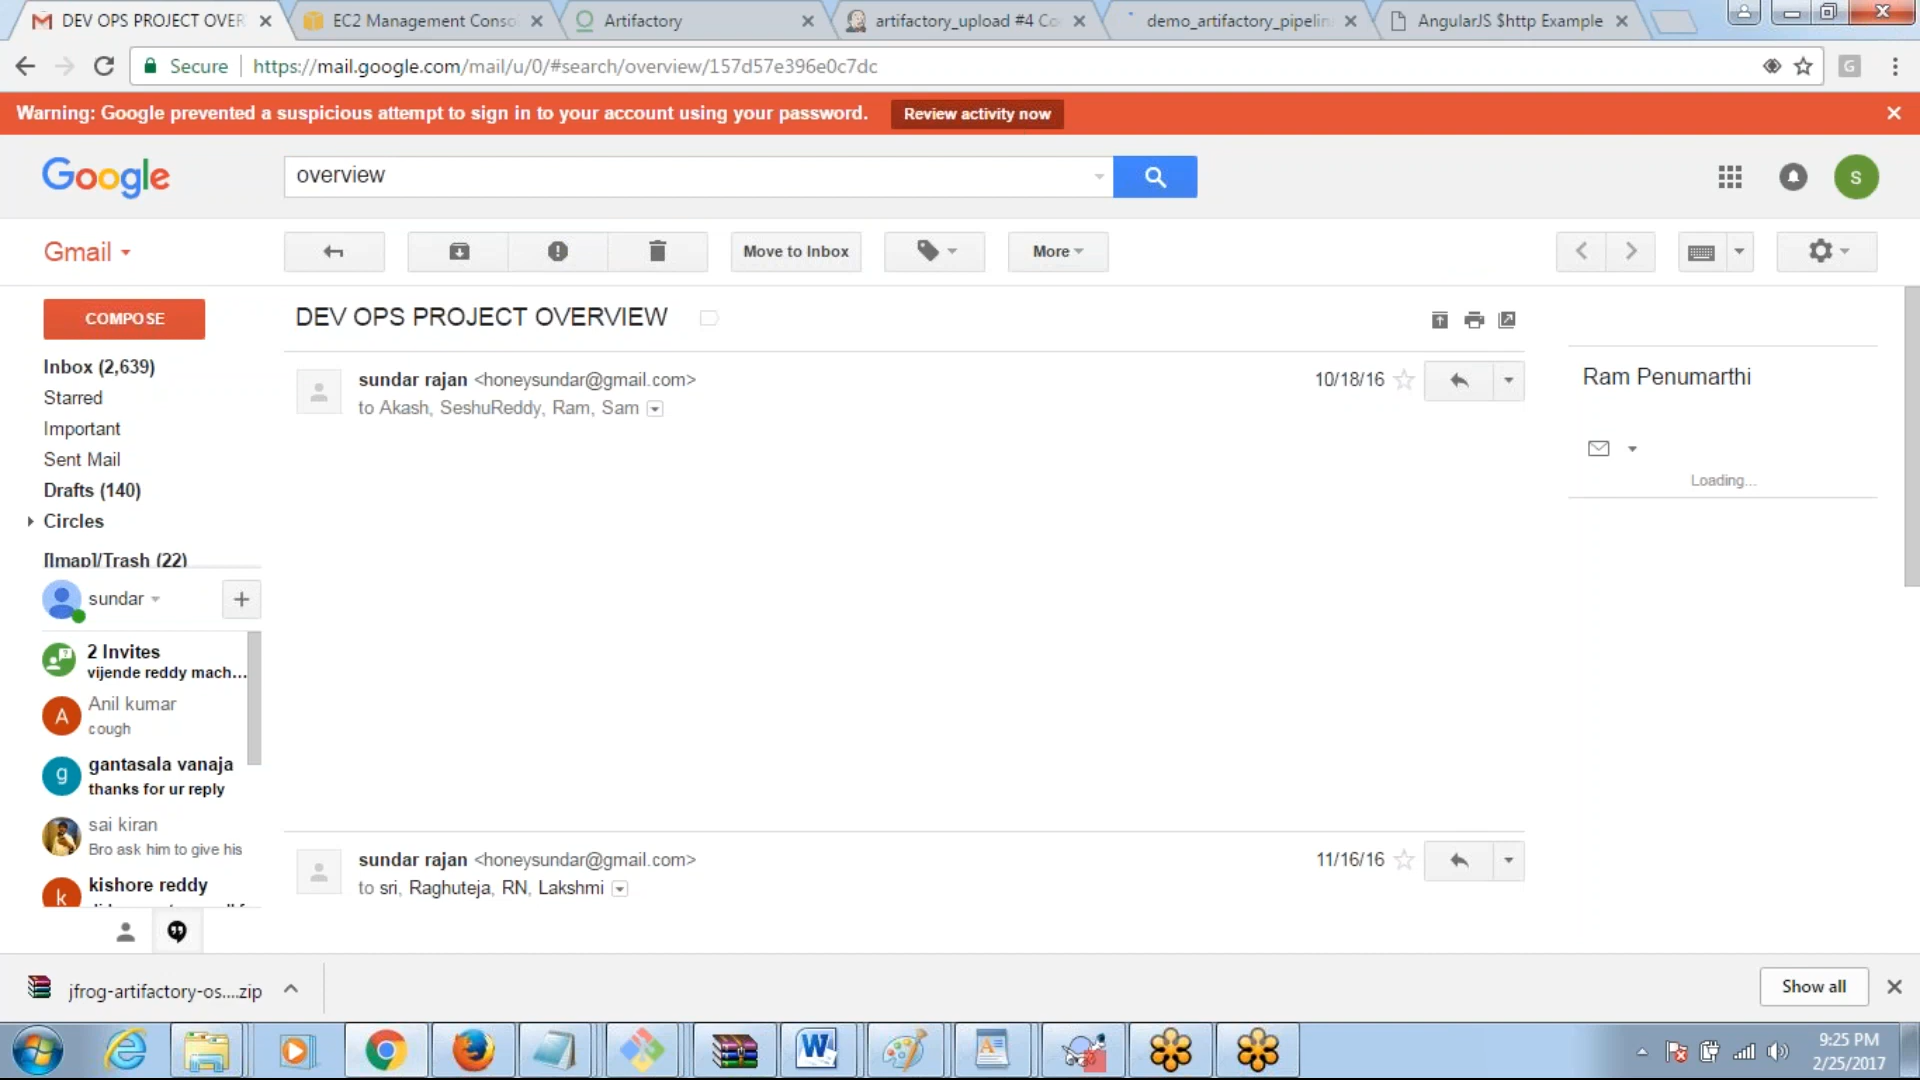 DEV OPS PROJECT OVER
EC2 Management Conso
Artifactory
artifactory_upload #4 Co
demo_artifactory_pipelin
AngularJS $http Example
Secure
https://mail.google.com/mail/u/0/#search/overview/157d57e396e0c7dc
G
Warning: Google prevented a suspicious attempt to sign in to your account using your password.
Review activity now
Google
overview
S
Gmail
Move to Inbox
More
COMPOSE
DEV OPS PROJECT OVERVIEW
Inbox (2,639)
Starred
Important
Sent Mail
Drafts (140)
Circles
[Imap]/Trash (22)
sundar rajan <honeysundar@gmail.com>
10/18/16
to Akash, SeshuReddy, Ram, Sam
Ram Penumarthi
Loading...
sundar
2 Invites
vijende reddy mach...
A
Anil kumar
cough
g
gantasala vanaja
thanks for ur reply
sai kiran
Bro ask him to give his
k
kishore reddy
sundar rajan <honeysundar@gmail.com>
11/16/16
to sri, Raghuteja, RN, Lakshmi
jfrog-artifactory-os....zip
Show all
9:25 PM
2/25/2017